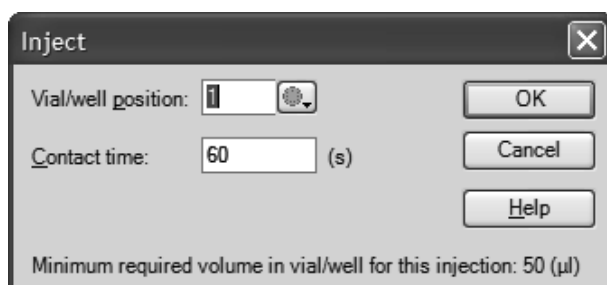 Inject
Vial/well position: 1 OK
Contact time: 60 (s) Cancel
Help
Minimum required volume in vial/well for this injection: 50 (µl)